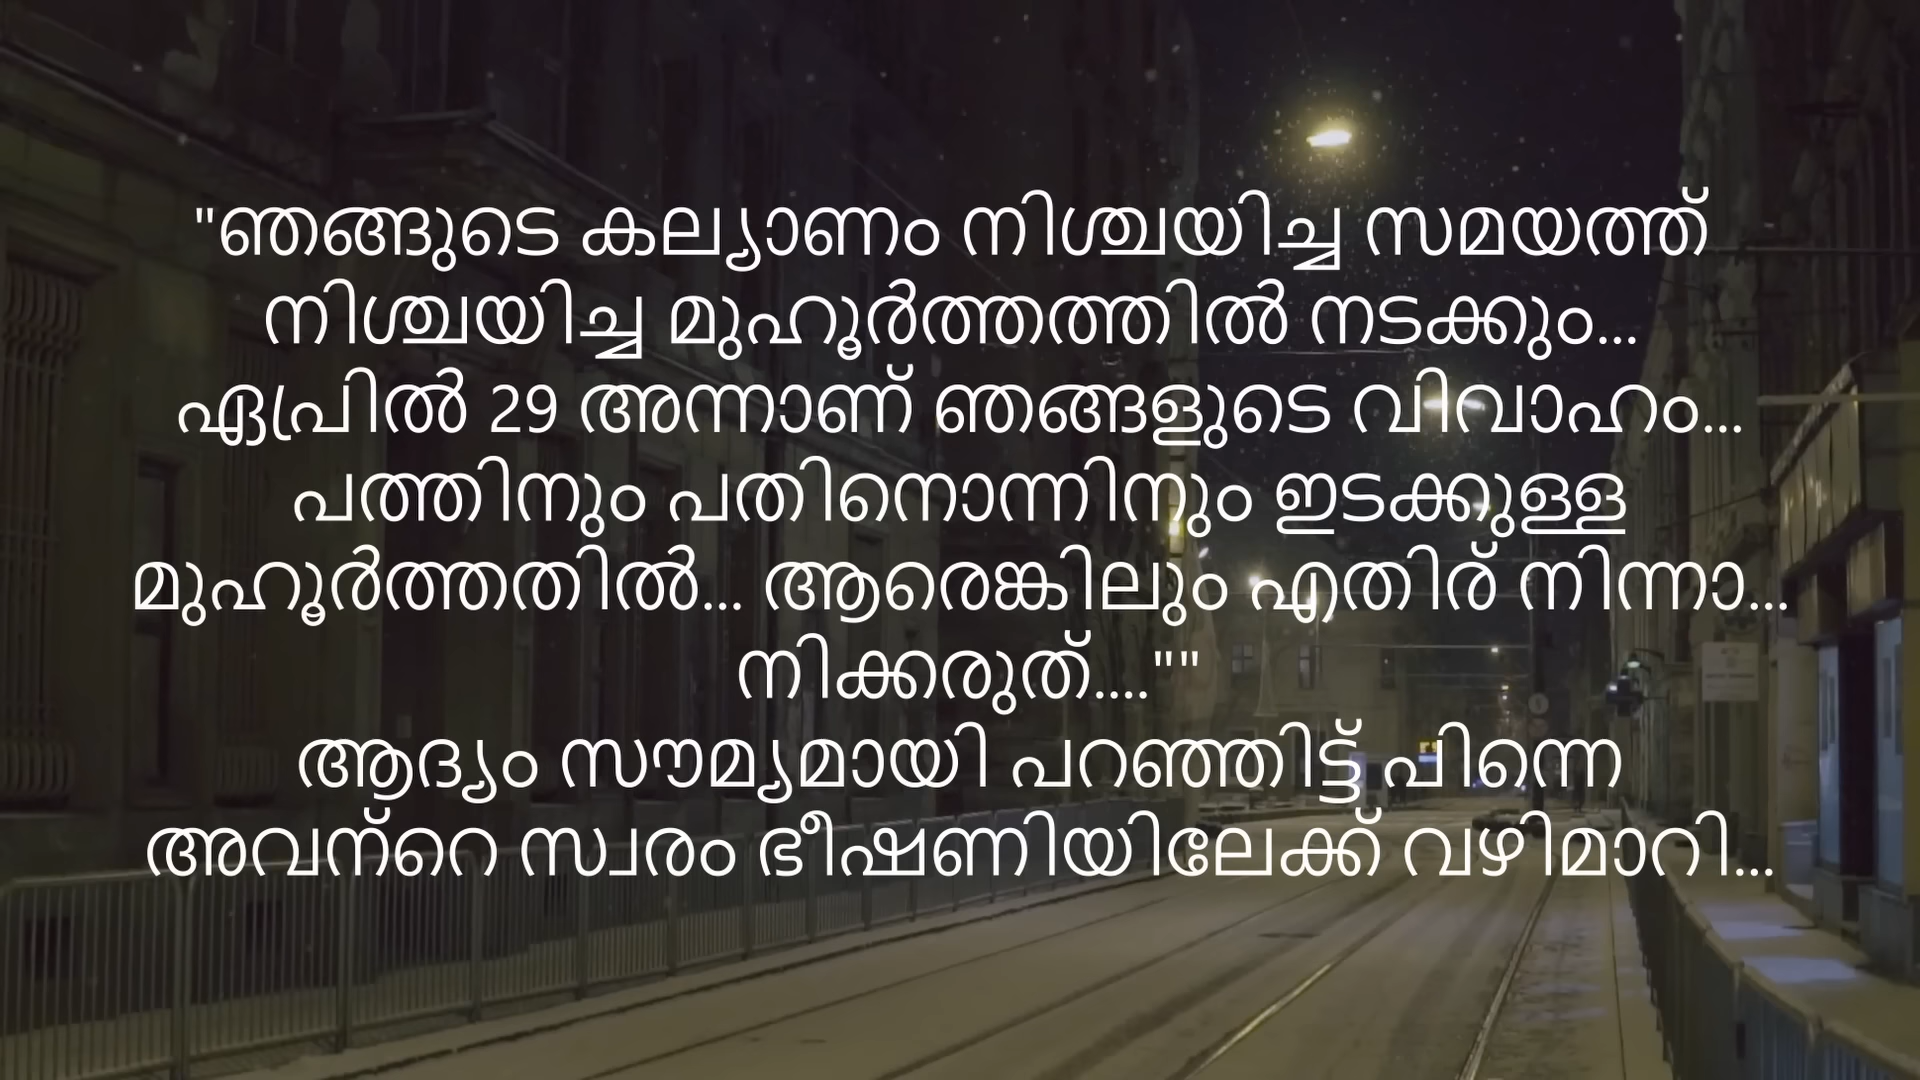 "ഞങ്ങുടെ കല്യാണം നിശ്ചയിച്ച സമയത്ത്
നിശ്ചയിച്ച മുഹൂർത്തത്തിൽ നടക്കും...
ഏപ്രിൽ 29 അന്നാണ് ഞങ്ങളുടെ വിവാഹം...
പത്തിനും പതിനൊന്നിനും ഇടക്കുള്ള
മുഹൂർത്തതിൽ... ആരെങ്കിലും എതിര് നിന്നാ...
നിക്കരുത്....""
ആദ്യം സൗമ്യമായി പറഞ്ഞിട്ട് പിന്നെ
അവന്റെ സ്വരം ഭീഷണിയിലേക്ക് വഴിമാറി...